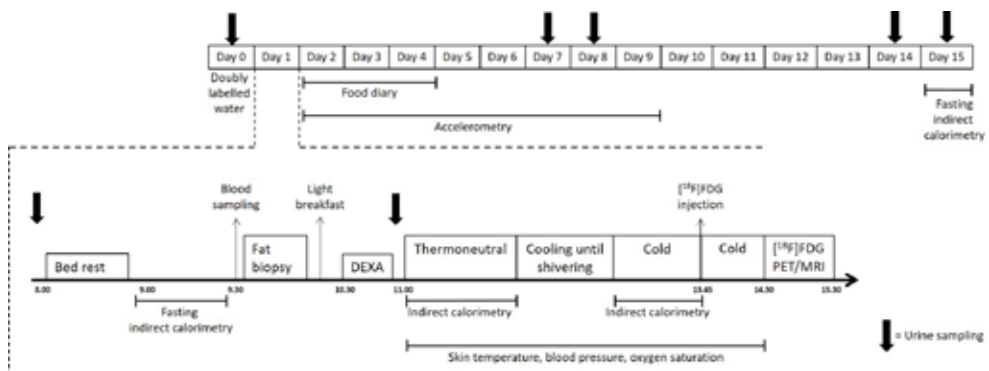 Day 0 Day 1 Day 2 Day 3 Day 4 Day 5 Day 6 Day 7 Day 8 Day 9 Day 10 Day 11 Day 12 Day 13 Day 14 Day 15
Doubly
labelled
water
Food diary
Accelerometry
Fasting
indirect
calorimetry
Blood
sampling
Light
breakfast
[¹⁸F]FDG
injection
Bed rest
Fat
biopsy
DEXA
Thermoneutral
Cooling until
shivering
Cold
Cold
[¹⁸F]FDG
PET/MRI
8.00 9.00 9.30 10.30 11.00 13.45 14.30 15.30
Fasting
indirect calorimetry
Indirect calorimetry
Indirect calorimetry
Skin temperature, blood pressure, oxygen saturation
= Urine sampling